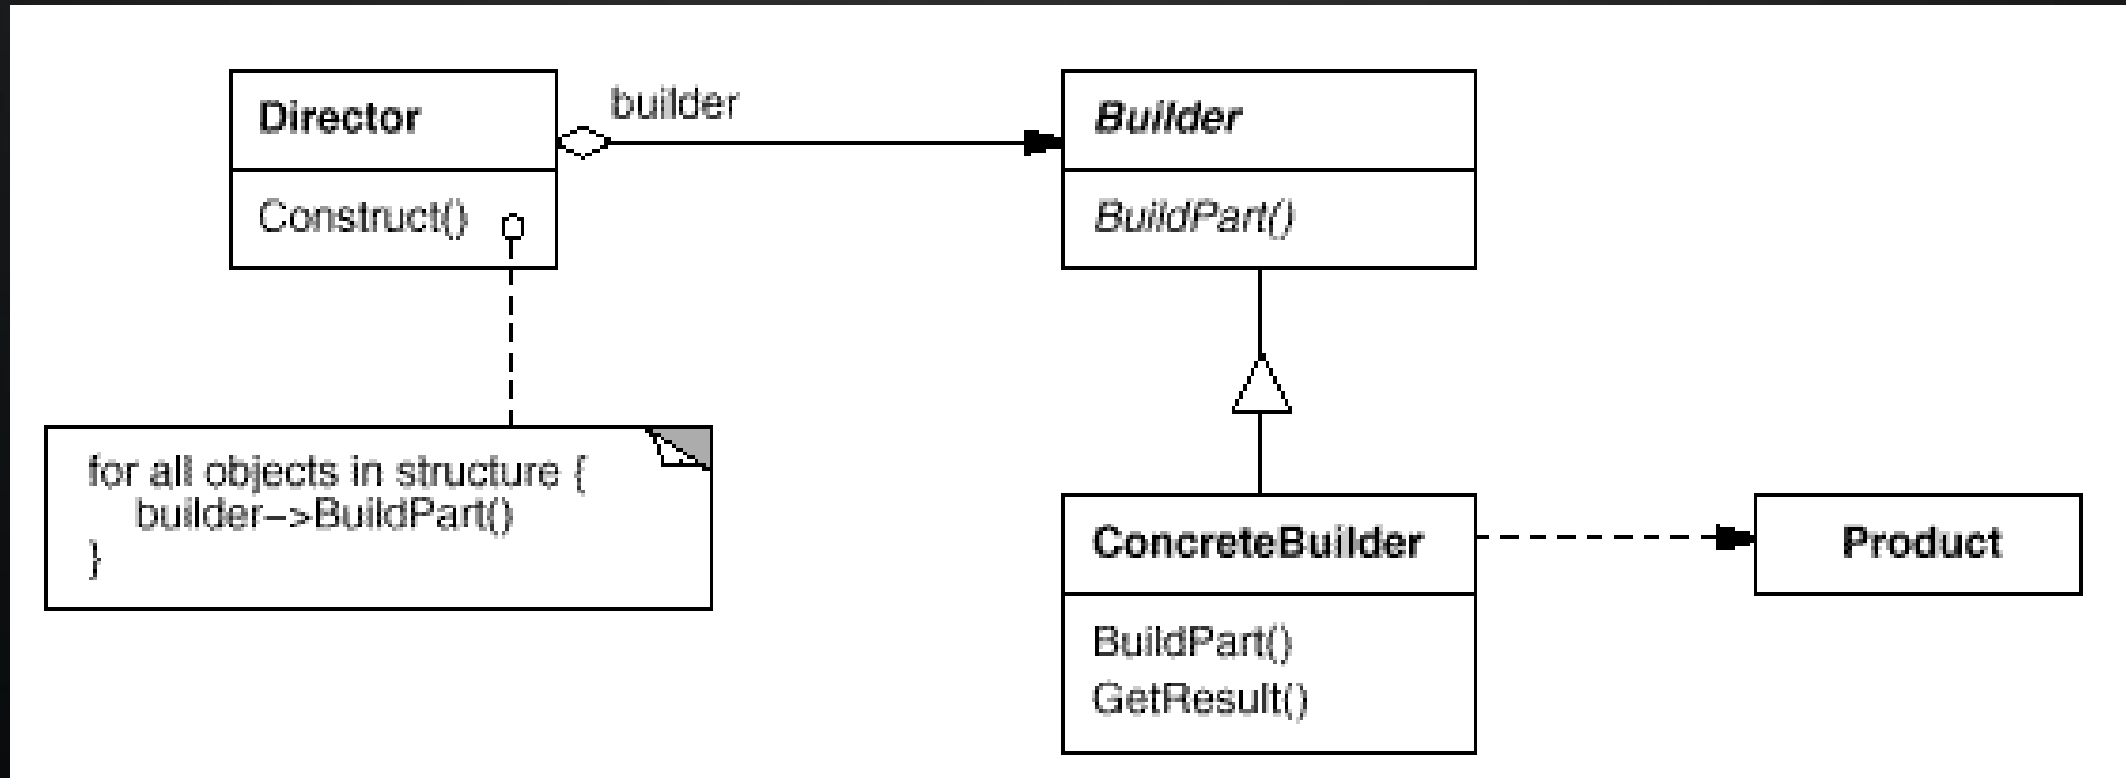 Director
builder
Builder
Construct()
BuildPart()
for all objects in structure {
builder–>BuildPart()
}
ConcreteBuilder
Product
BuildPart()
GetResult()